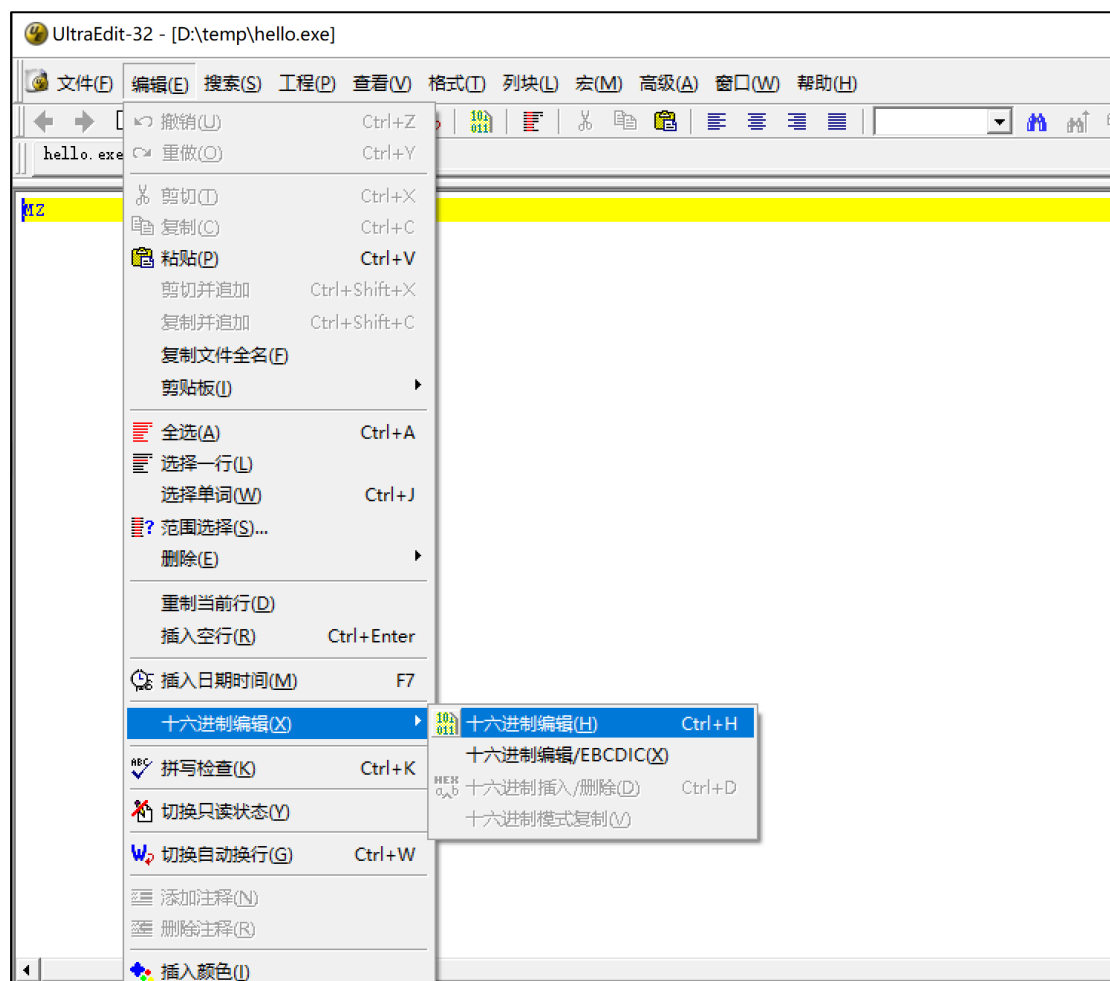 UltraEdit-32 - [D:\temp\hello.exe]
文件(F) 编辑(E) 搜索(S) 工程(P) 查看(V) 格式(T) 列块(L) 宏(M) 高级(A) 窗口(W) 帮助(H)
hello.exe
MZ
撤销(U) Ctrl+Z
重做(O) Ctrl+Y
剪切(T) Ctrl+X
复制(C) Ctrl+C
粘贴(P) Ctrl+V
剪切并追加 Ctrl+Shift+X
复制并追加 Ctrl+Shift+C
复制文件全名(F)
剪贴板(I)
全选(A) Ctrl+A
选择一行(L)
选择单词(W) Ctrl+J
范围选择(S)...
删除(E)
重制当前行(D)
插入空行(R) Ctrl+Enter
插入日期时间(M) F7
十六进制编辑(X)
十六进制编辑(H) Ctrl+H
十六进制编辑/EBCDIC(X)
十六进制插入/删除(D) Ctrl+D
十六进制模式复制(V)
拼写检查(K) Ctrl+K
切换只读状态(Y)
切换自动换行(G) Ctrl+W
添加注释(N)
删除注释(R)
插入颜色(I)